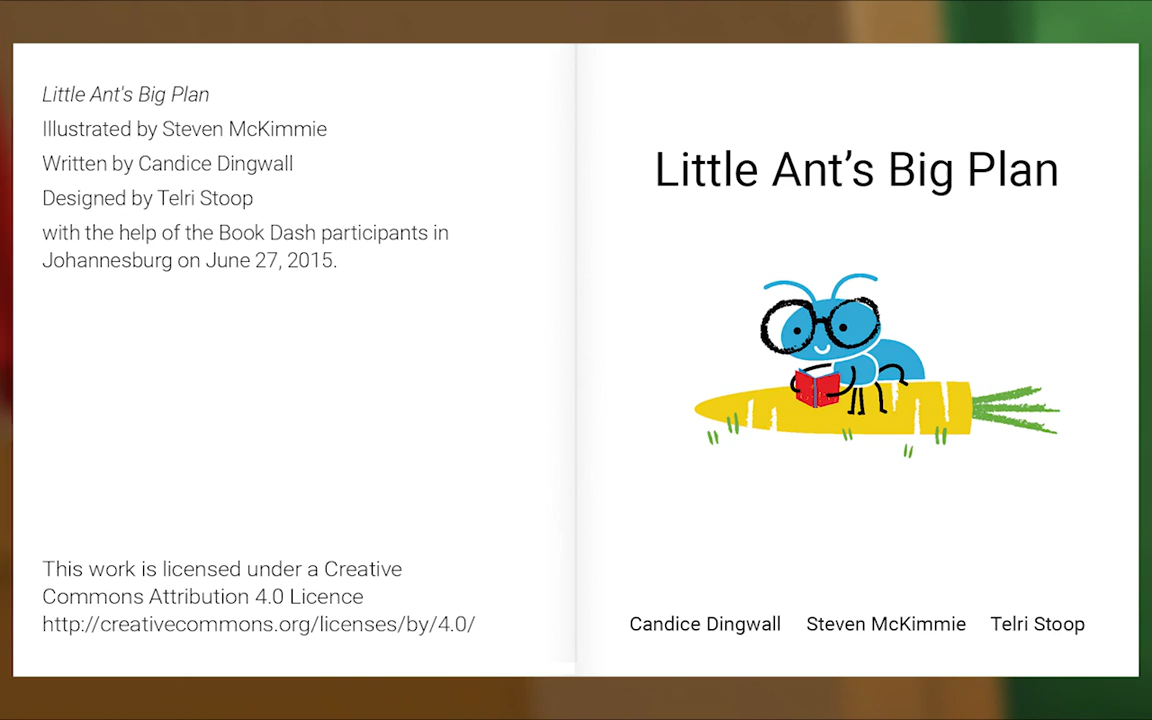 Little Ant's Big Plan
Illustrated by Steven McKimmie
Written by Candice Dingwall
Designed by Telri Stoop
with the help of the Book Dash participants in
Johannesburg on June 27, 2015.
This work is licensed under a Creative
Commons Attribution 4.0 Licence
http://creativecommons.org/licenses/by/4.0/
Little Ant’s Big Plan
Candice Dingwall Steven McKimmie Telri Stoop